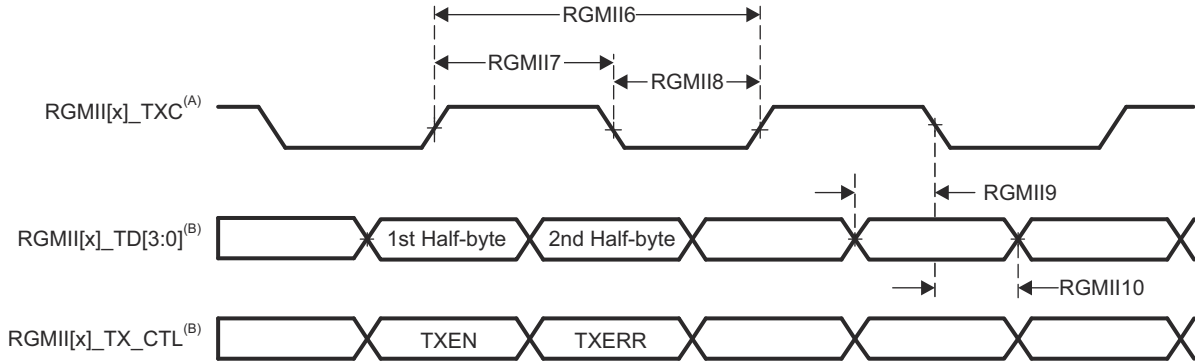 RGMII6
RGMII7
RGMII8
RGMII[x]_TXC(A)
RGMII9
RGMII[x]_TD[3:0](B)
1st Half-byte
2nd Half-byte
RGMII10
RGMII[x]_TX_CTL(B)
TXEN
TXERR